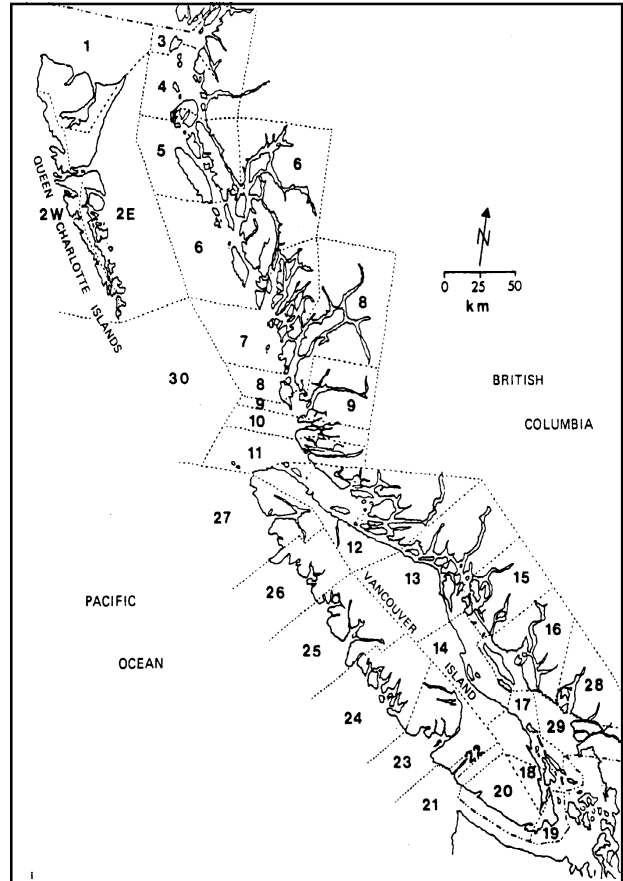 1
3
4
5
6
2W
2E
QUEEN CHARLOTTE ISLANDS
6
N
0 25 50
km
7
8
8
9
9
10
11
30
BRITISH
COLUMBIA
27
12
13
26
PACIFIC
OCEAN
VANCOUVER ISLAND
15
14
16
25
28
24
17
29
23
22
18
21
20
19